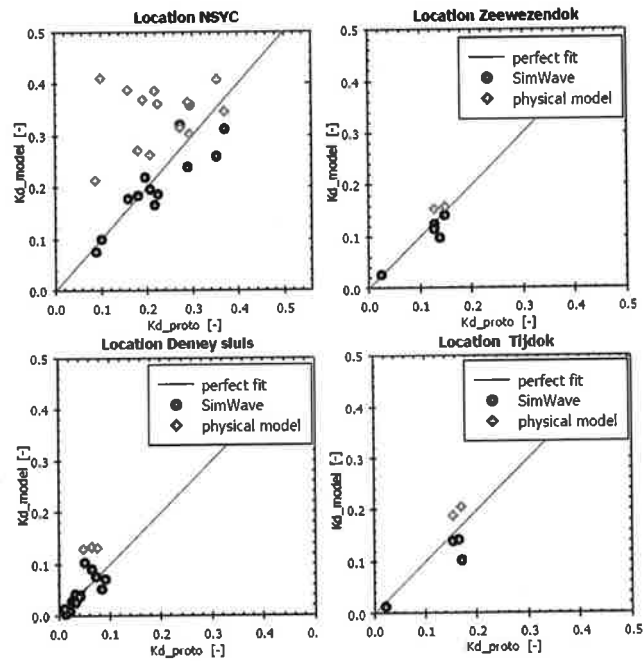 Location NSYC
0.5
0.4
0.3
0.2
0.1
0.0
Kd_model [-]
0.0 0.1 0.2 0.3 0.4 0.5
Kd_proto [-]
Location Zeewezendok
perfect fit
SimWave
physical model
0.5
0.4
0.3
0.2
0.1
0.0
Kd_model [-]
0.0 0.1 0.2 0.3 0.4 0.5
Kd_proto [-]
Location Demey sluis
perfect fit
SimWave
physical model
0.5
0.4
0.3
0.2
0.1
0.0
Kd_model [-]
0.0 0.1 0.2 0.3 0.4 0.
Kd_proto [-]
Location Tijdok
perfect fit
SimWave
physical model
0.5
0.4
0.3
0.2
0.1
0.0
Kd_model [-]
0.0 0.1 0.2 0.3 0.4 0.5
Kd_proto [-]